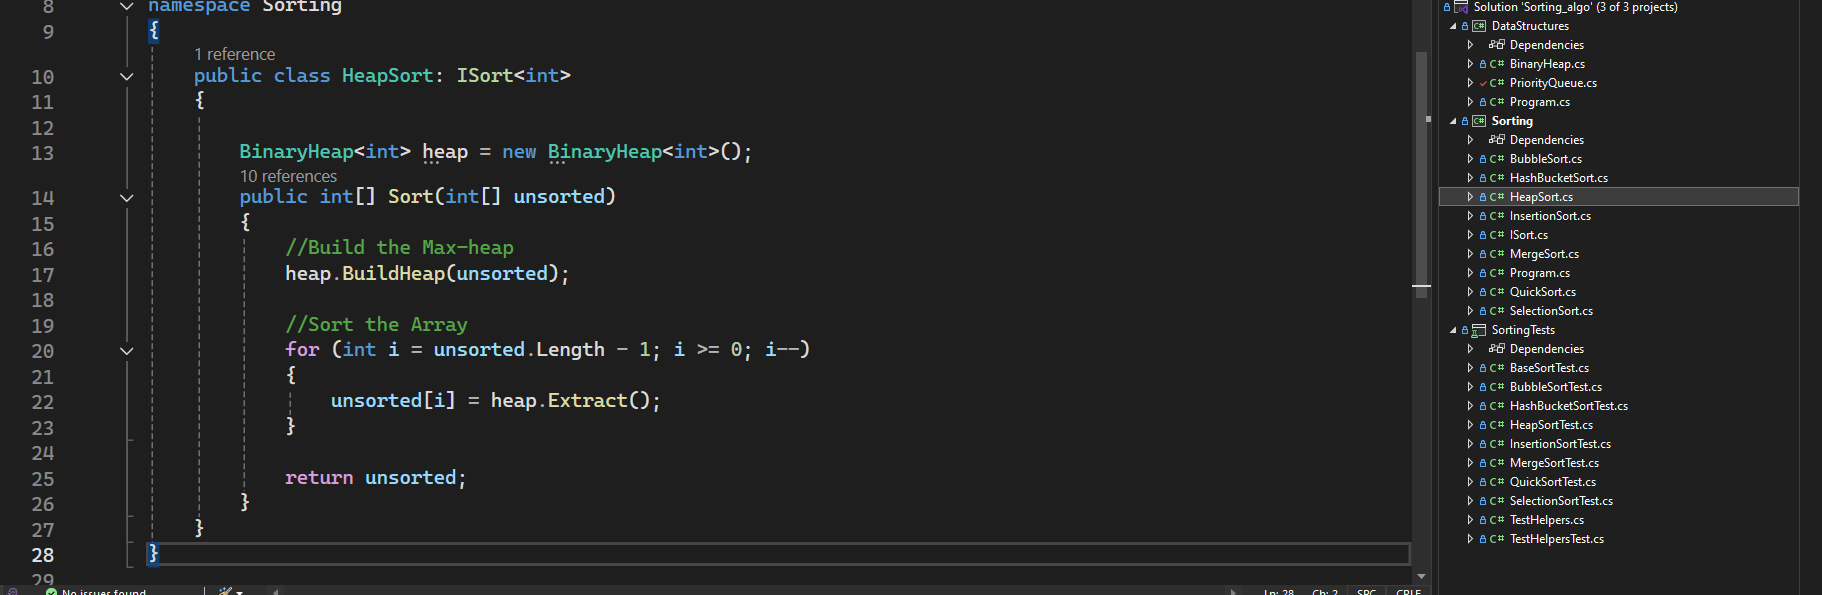 8 namespace Sorting
9 {
1 reference
10 public class HeapSort: ISort<int>
11 {
12
13 BinaryHeap<int> heap = new BinaryHeap<int>();
10 references
14 public int[] Sort(int[] unsorted)
15 {
16 //Build the Max-heap
17 heap.BuildHeap(unsorted);
18
19 //Sort the Array
20 for (int i = unsorted.Length - 1; i >= 0; i--)
21 {
22 unsorted[i] = heap.Extract();
23 }
24
25 return unsorted;
26 }
27 }
28 }
29
No issues found
Ln: 28 Ch: 2 SPC CRLF
Solution 'Sorting_algo' (3 of 3 projects)
C# DataStructures
Dependencies
C# BinaryHeap.cs
C# PriorityQueue.cs
C# Program.cs
C# Sorting
Dependencies
C# BubbleSort.cs
C# HashBucketSort.cs
C# HeapSort.cs
C# InsertionSort.cs
C# ISort.cs
C# MergeSort.cs
C# Program.cs
C# QuickSort.cs
C# SelectionSort.cs
SortingTests
Dependencies
C# BaseSortTest.cs
C# BubbleSortTest.cs
C# HashBucketSortTest.cs
C# HeapSortTest.cs
C# InsertionSortTest.cs
C# MergeSortTest.cs
C# QuickSortTest.cs
C# SelectionSortTest.cs
C# TestHelpers.cs
C# TestHelpersTest.cs